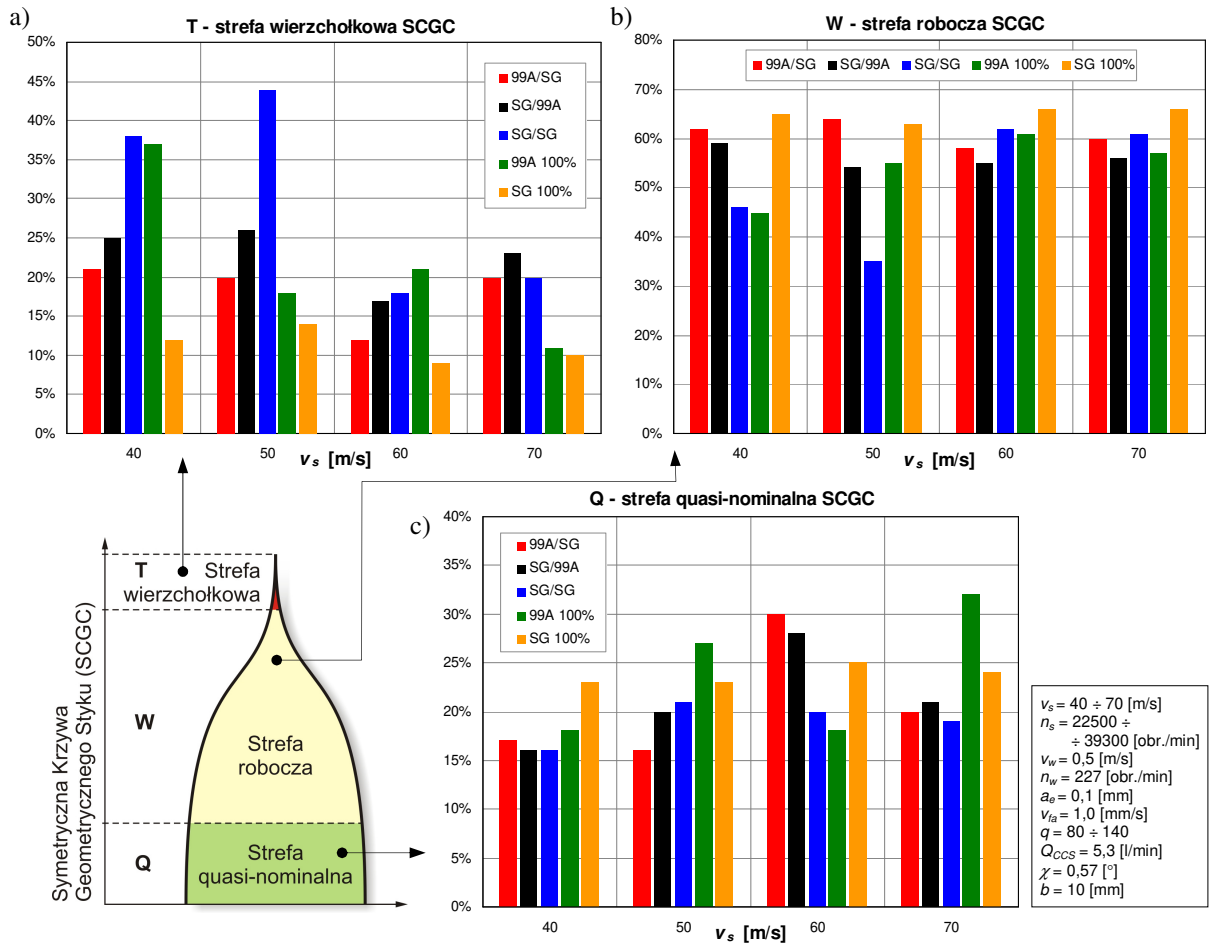 a)
T - strefa wierzchołkowa SCGC
50%
45%
40%
35%
30%
25%
20%
15%
10%
5%
0%
99A/SG
SG/99A
SG/SG
99A 100%
SG 100%
40
50
60
70
vₛ [m/s]
b)
W - strefa robocza SCGC
80%
70%
60%
50%
40%
30%
20%
10%
0%
99A/SG SG/99A SG/SG 99A 100% SG 100%
40
50
60
70
vₛ [m/s]
Symetryczna Krzywa
Geometrycznego Styku (SCGC)
T Strefa
wierzchołkowa
W
Strefa
robocza
Q
Strefa
quasi-nominalna
c)
Q - strefa quasi-nominalna SCGC
40%
35%
30%
25%
20%
15%
10%
5%
0%
99A/SG
SG/99A
SG/SG
99A 100%
SG 100%
40
50
60
70
vₛ [m/s]
vₛ = 40 ÷ 70 [m/s]
nₛ = 22500 ÷
÷ 39300 [obr./min]
v_w = 0,5 [m/s]
n_w = 227 [obr./min]
aₑ = 0,1 [mm]
v_fa = 1,0 [mm/s]
q = 80 ÷ 140
Q_CCS = 5,3 [l/min]
χ = 0,57 [°]
b = 10 [mm]